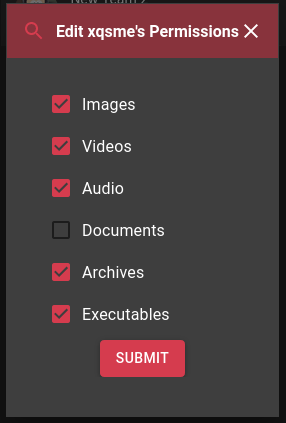 Edit xqsme's Permissions
Images
Videos
Audio
Documents
Archives
Executables
SUBMIT